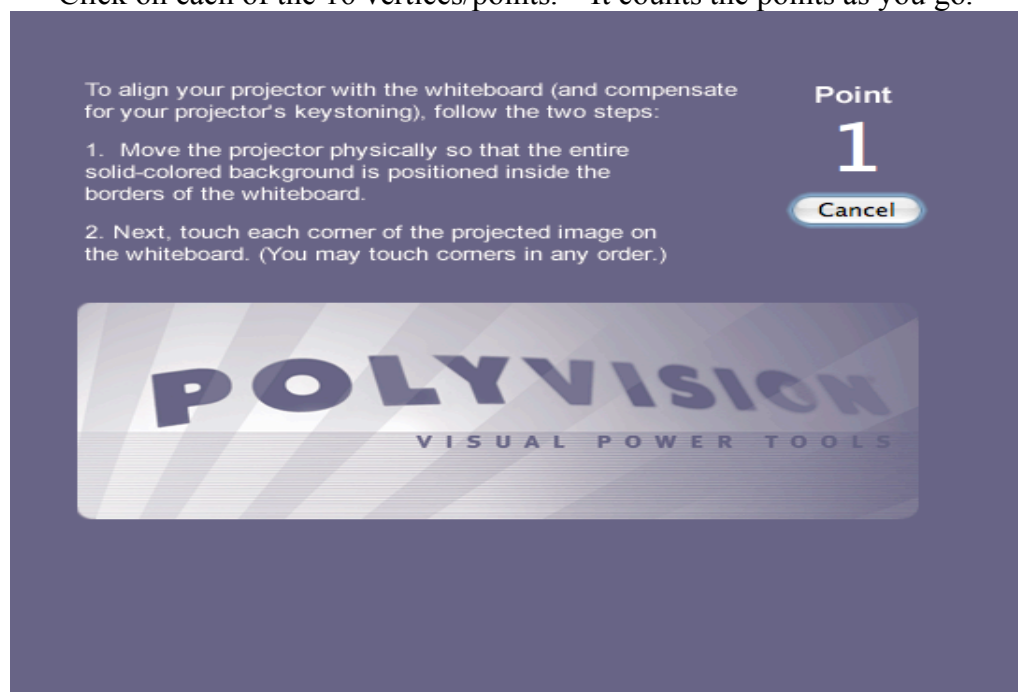 Click on each of the 16 vertices/points. It counts the points as you go.
To align your projector with the whiteboard (and compensate
for your projector's keystoning), follow the two steps:
Point
1
Cancel
1. Move the projector physically so that the entire
solid-colored background is positioned inside the
borders of the whiteboard.
2. Next, touch each corner of the projected image on
the whiteboard. (You may touch corners in any order.)
POLYVISION
VISUAL POWER TOOLS